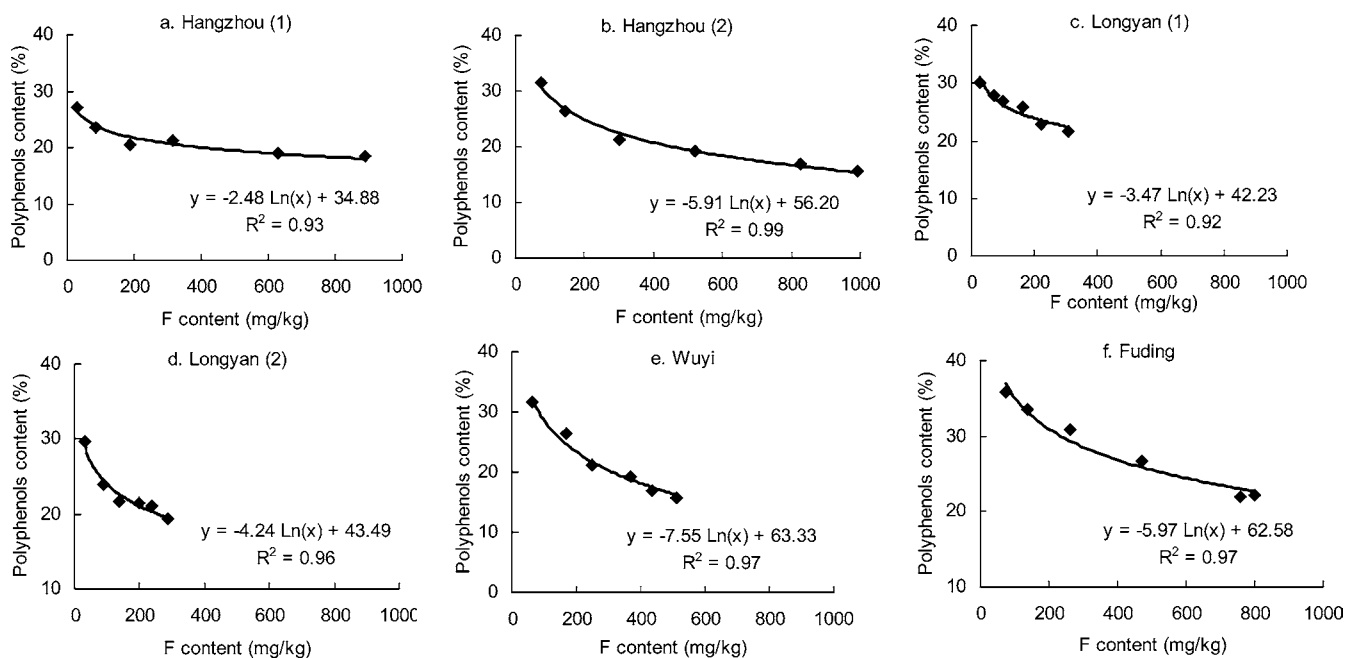 a. Hangzhou (1)
Polyphenols content (%)
40
30
20
10
0
y = -2.48 Ln(x) + 34.88
R² = 0.93
0 200 400 600 800 1000
F content (mg/kg)
b. Hangzhou (2)
Polyphenols content (%)
40
30
20
10
0
y = -5.91 Ln(x) + 56.20
R² = 0.99
0 200 400 600 800 1000
F content (mg/kg)
c. Longyan (1)
Polyphenols content (%)
40
30
20
10
0
y = -3.47 Ln(x) + 42.23
R² = 0.92
0 200 400 600 800 1000
F content (mg/kg)
d. Longyan (2)
Polyphenols content (%)
40
30
20
10
y = -4.24 Ln(x) + 43.49
R² = 0.96
0 200 400 600 800 1000
F content (mg/kg)
e. Wuyi
Polyphenols content (%)
40
30
20
10
0
y = -7.55 Ln(x) + 63.33
R² = 0.97
0 200 400 600 800 1000
F content (mg/kg)
f. Fuding
Polyphenols content (%)
40
30
20
10
y = -5.97 Ln(x) + 62.58
R² = 0.97
0 200 400 600 800 1000
F content (mg/kg)